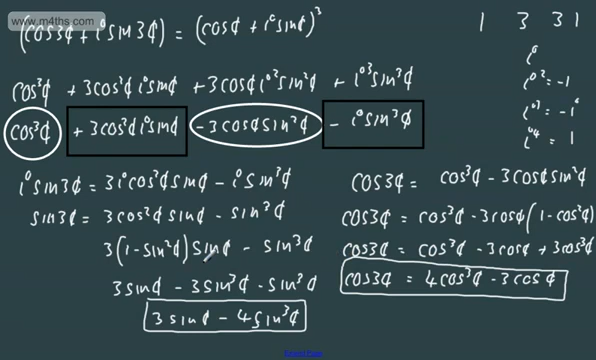 www.m4ths.com
(cos3φ + i sin3φ) = (cosφ + i sinφ)³
1 3 3 1
cos³φ + 3cos²φ i sinφ + 3cosφ i² sin²φ + i³ sin³φ
cos³φ + 3cos²φ i sinφ - 3cosφ sin²φ - i sin³φ
i
i² = -1
i³ = -i
i⁴ = 1
i sin3φ = 3i cos²φ sinφ - i sin³φ
sin3φ = 3cos²φ sinφ - sin³φ
3(1 - sin²φ) sinφ - sin³φ
3sinφ - 3sin³φ - sin³φ
3sinφ - 4sin³φ
cos3φ = cos³φ - 3cosφ sin²φ
cos3φ = cos³φ - 3cosφ(1 - cos²φ)
cos3φ = cos³φ - 3cosφ + 3cos³φ
cos3φ = 4cos³φ - 3cosφ